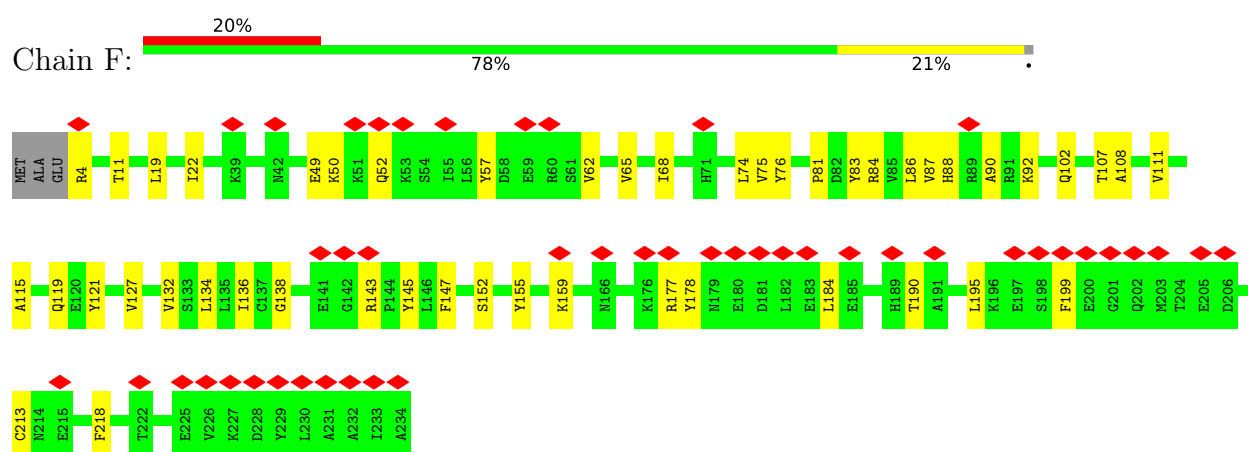 20%
Chain F:
78% 21% •
MET ALA GLU R4 T11 L19 I22 K39 N42 E49 K50 K51 Q52 K53 S54 I55 L56 Y57 D58 E59 R60 S61 V62 V65 I68 H71 L74 V75 Y76 P81 D82 Y83 R84 V85 L86 V87 H88 R89 A90 R91 K92 Q102 T107 A108 V111
A115 Q119 E120 Y121 V127 V132 S133 L134 L135 I136 C137 G138 E141 G142 R143 P144 Y145 L146 F147 S152 Y155 K159 N166 K176 R177 Y178 N179 E180 D181 L182 E183 L184 E185 H189 T190 A191 L195 K196 E197 S198 F199 E200 G201 Q202 M203 T204 E205 D206
C213 N214 E215 F218 T222 E225 V226 K227 D228 Y229 L230 A231 A232 I233 A234